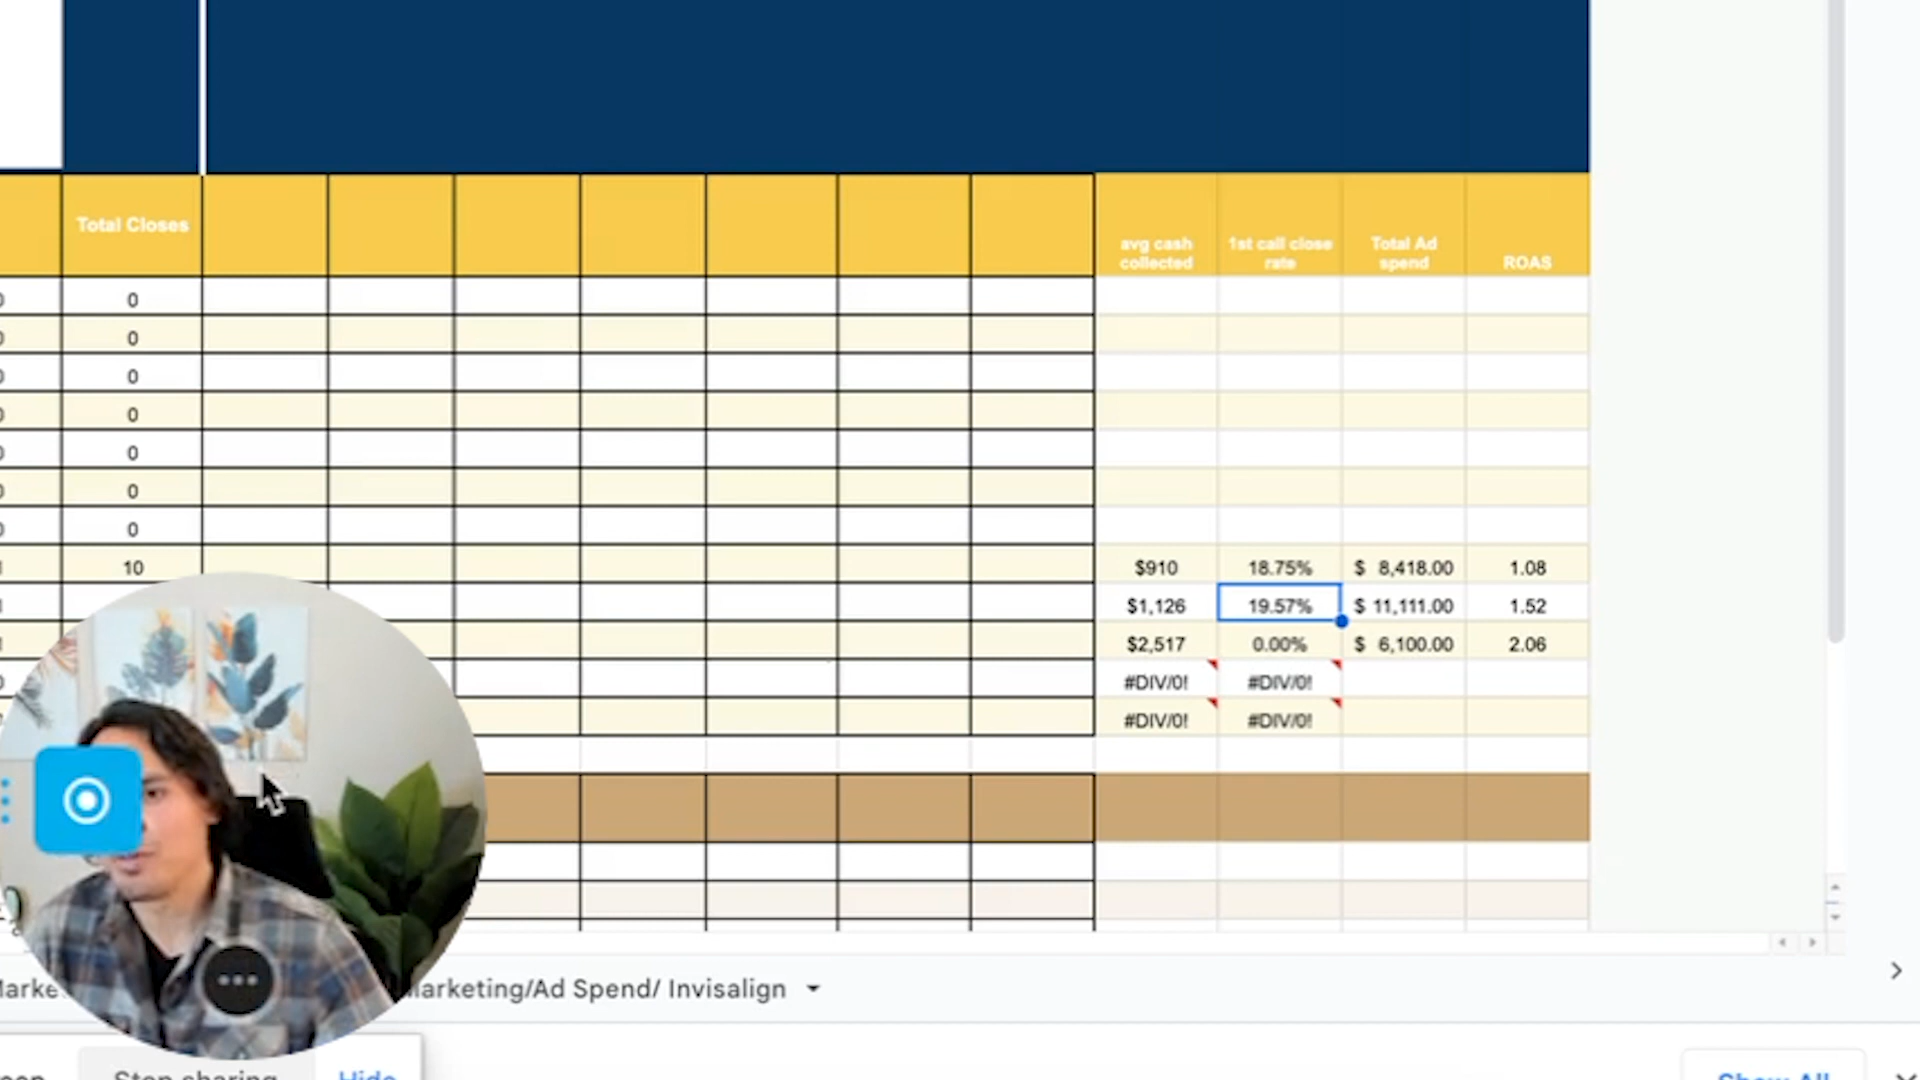 Total Closes
avg cash
collected
1st call close
rate
Total Ad
spend
ROAS
0
0
0
0
0
0
0
10 $910 18.75% $ 8,418.00 1.08
$1,126 19.57% $ 11,111.00 1.52
$2,517 0.00% $ 6,100.00 2.06
#DIV/0! #DIV/0!
#DIV/0! #DIV/0!
Marketing/Ad Spend/ Invisalign
Stop sharing Hide
Show All